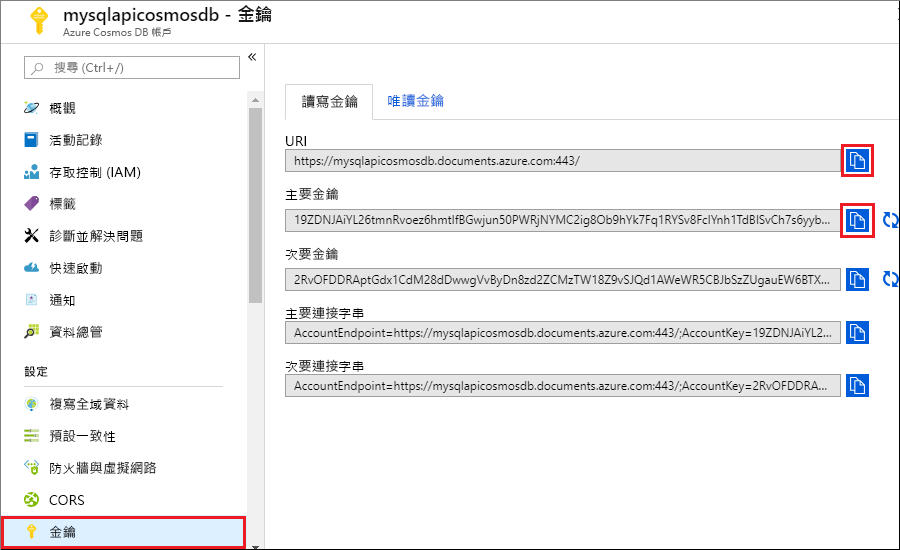 mysqlapicosmosdb - 金鑰
Azure Cosmos DB 帳戶
搜尋 (Ctrl+/)
«
概觀
活動記錄
存取控制 (IAM)
標籤
診斷並解決問題
快速啟動
通知
資料總管
設定
複寫全域資料
預設一致性
防火牆與虛擬網路
CORS
金鑰
讀寫金鑰
唯讀金鑰
URI
https://mysqlapicosmosdb.documents.azure.com:443/
主要金鑰
19ZDNJAiYL26tmnRvoez6hmtIfBGwjun50PWRjNYMC2ig8Ob9hYk7Fq1RYSv8FcIYnh1TdBISvCh7s6yyb...
次要金鑰
2RvOFDDRAptGdx1CdM28dDwwgVvByDn8zd2ZCMzTW18Z9vSJQd1AWeWR5CBJbSzZUgauEW6BTX...
主要連接字串
AccountEndpoint=https://mysqlapicosmosdb.documents.azure.com:443/;AccountKey=19ZDNJAiYL2...
次要連接字串
AccountEndpoint=https://mysqlapicosmosdb.documents.azure.com:443/;AccountKey=2RvOFDDRA...